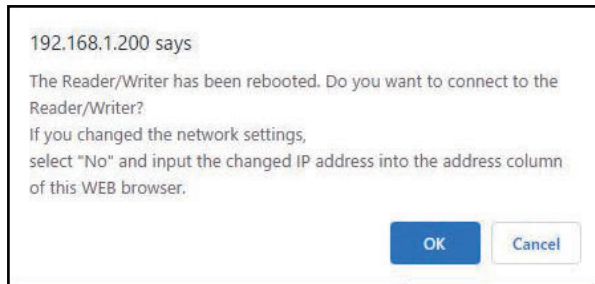 192.168.1.200 says
The Reader/Writer has been rebooted. Do you want to connect to the
Reader/Writer?
If you changed the network settings,
select "No" and input the changed IP address into the address column
of this WEB browser.
OK Cancel